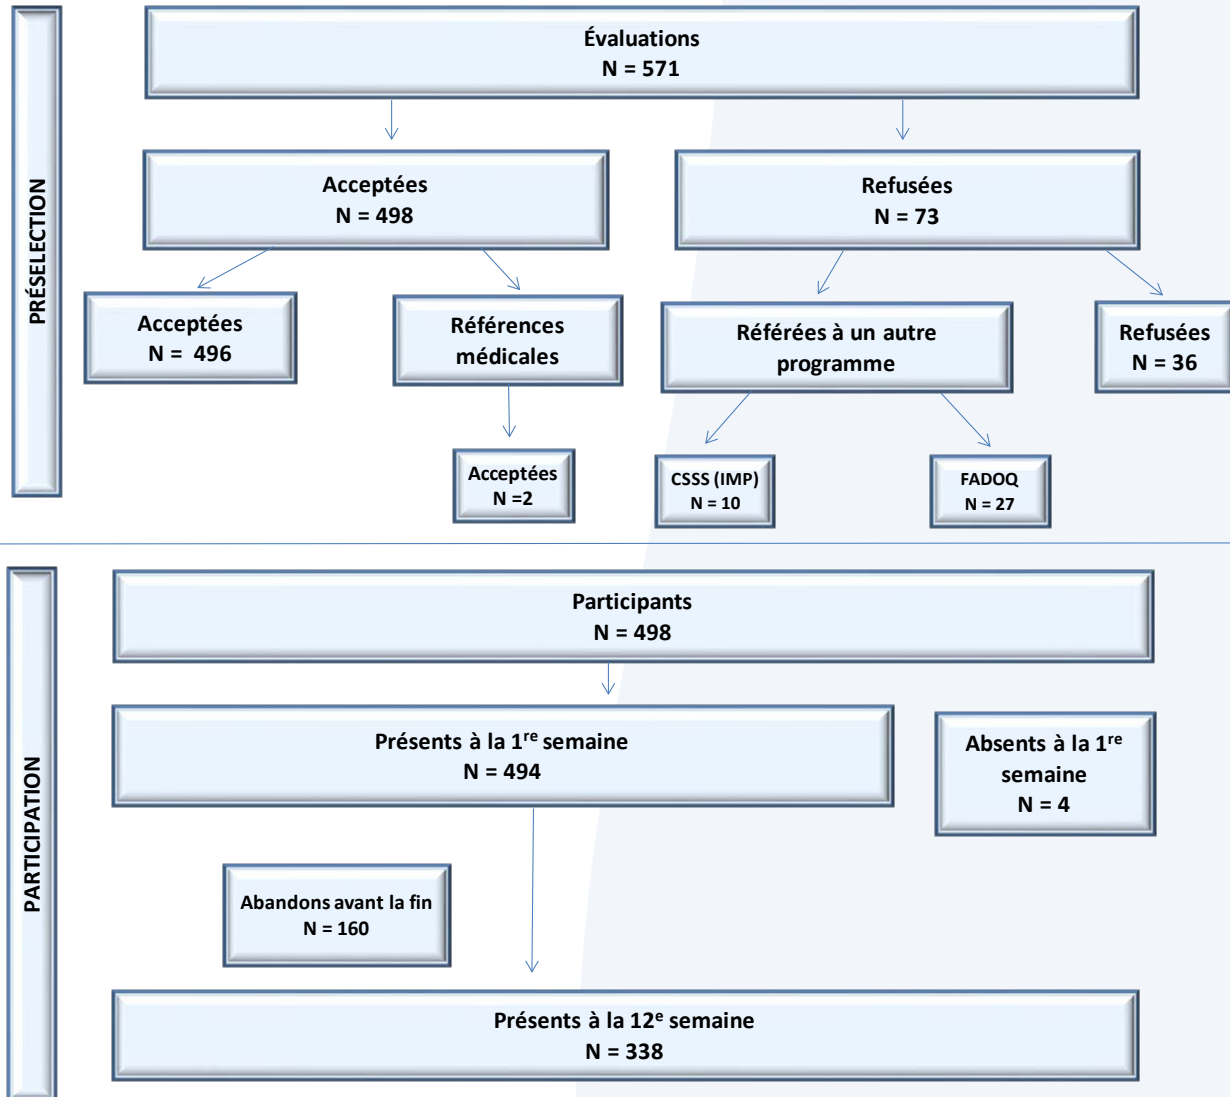 PRÉSELECTION
Évaluations
N = 571
Acceptées
N = 498
Refusées
N = 73
Acceptées
N = 496
Références
médicales
Référées à un autre
programme
Refusées
N = 36
Acceptées
N =2
CSSS (IMP)
N = 10
FADOQ
N = 27
PARTICIPATION
Participants
N = 498
Présents à la 1re semaine
N = 494
Absents à la 1re
semaine
N = 4
Abandons avant la fin
N = 160
Présents à la 12e semaine
N = 338